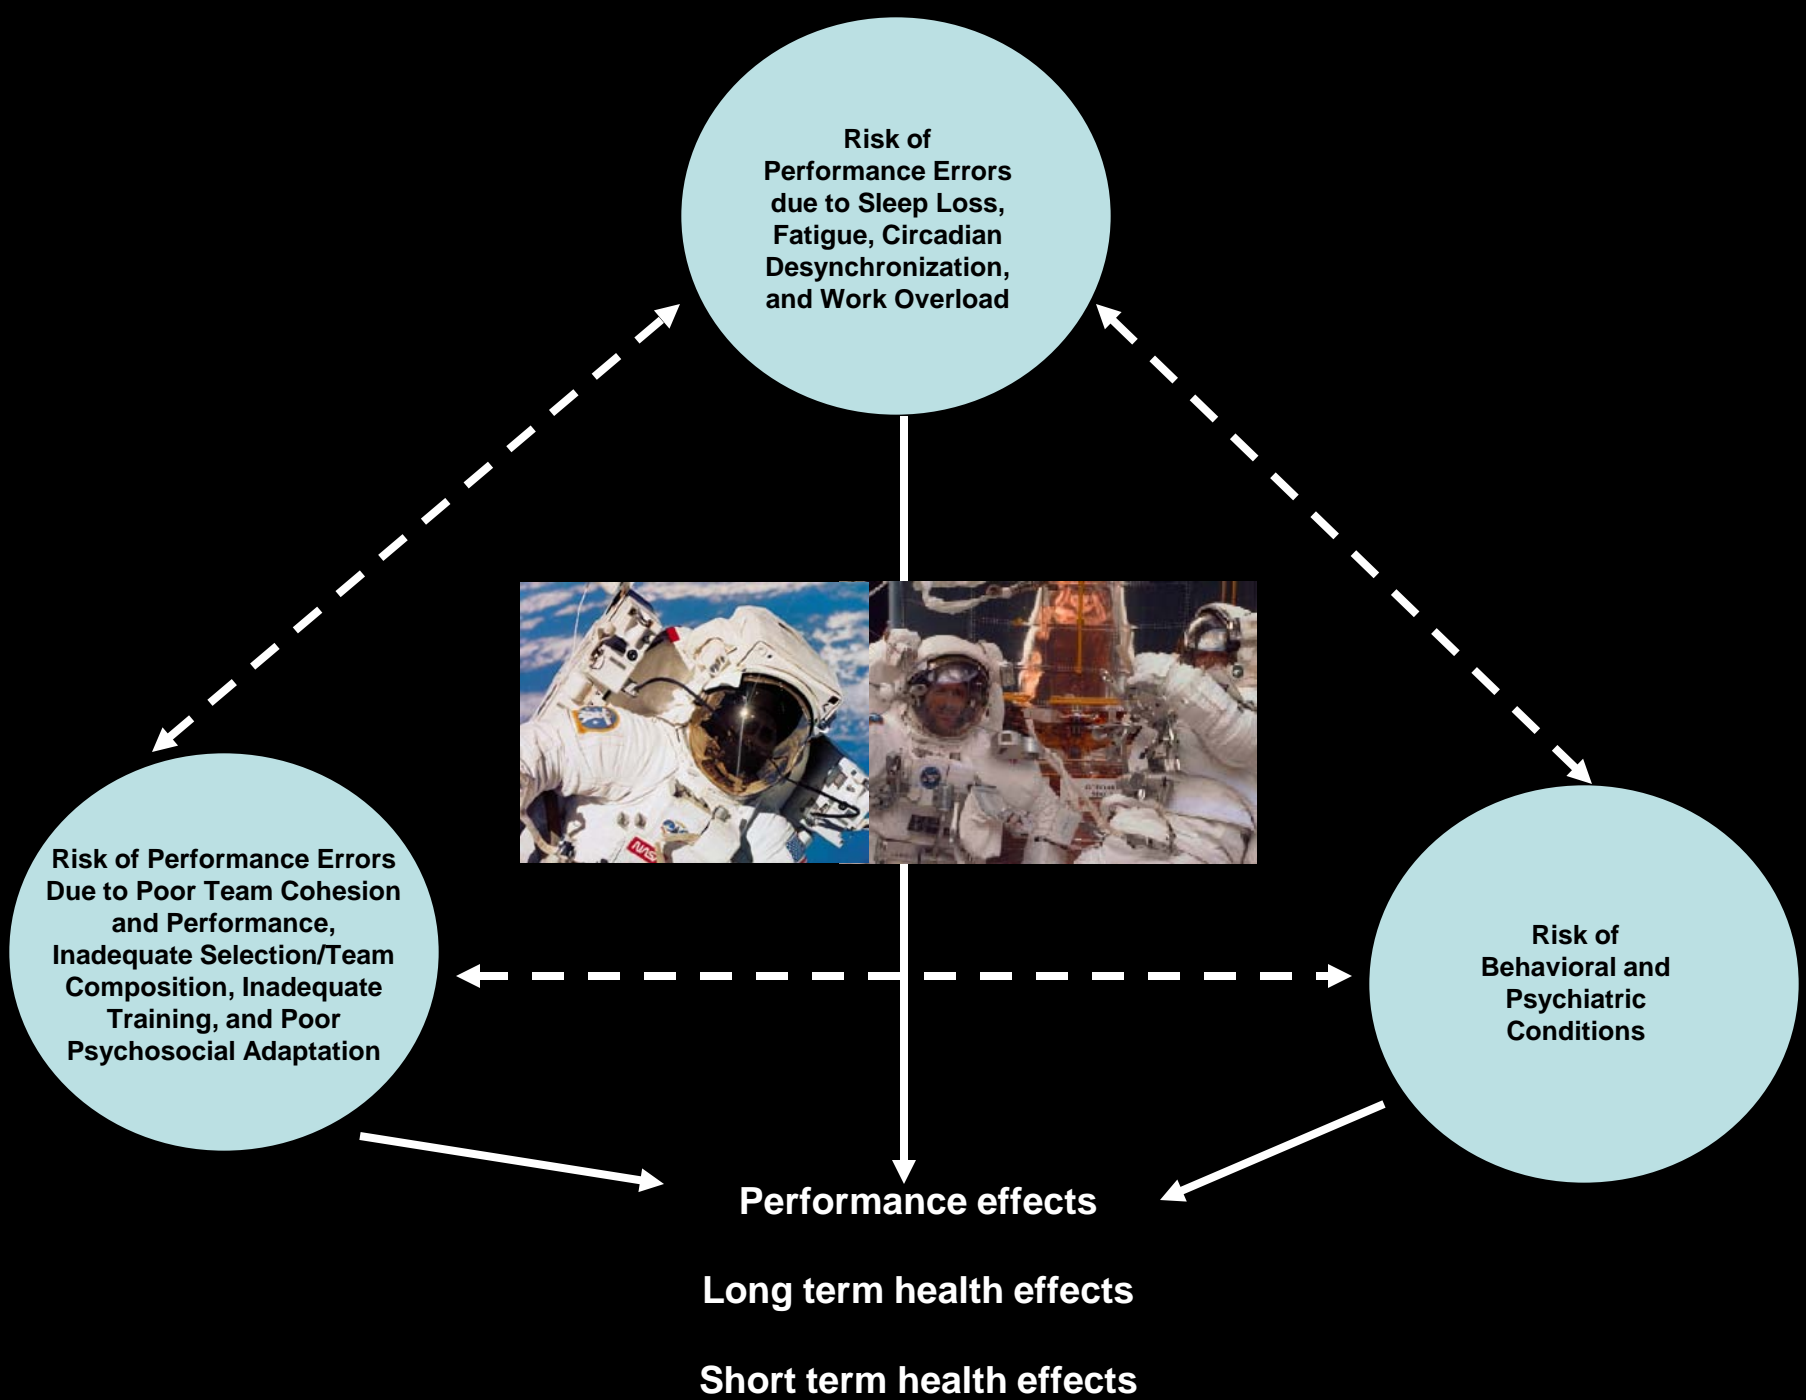 Risk of
Performance Errors
due to Sleep Loss,
Fatigue, Circadian
Desynchronization,
and Work Overload
NASA
Risk of Performance Errors
Due to Poor Team Cohesion
and Performance,
Inadequate Selection/Team
Composition, Inadequate
Training, and Poor
Psychosocial Adaptation
Risk of
Behavioral and
Psychiatric
Conditions
Performance effects
Long term health effects
Short term health effects